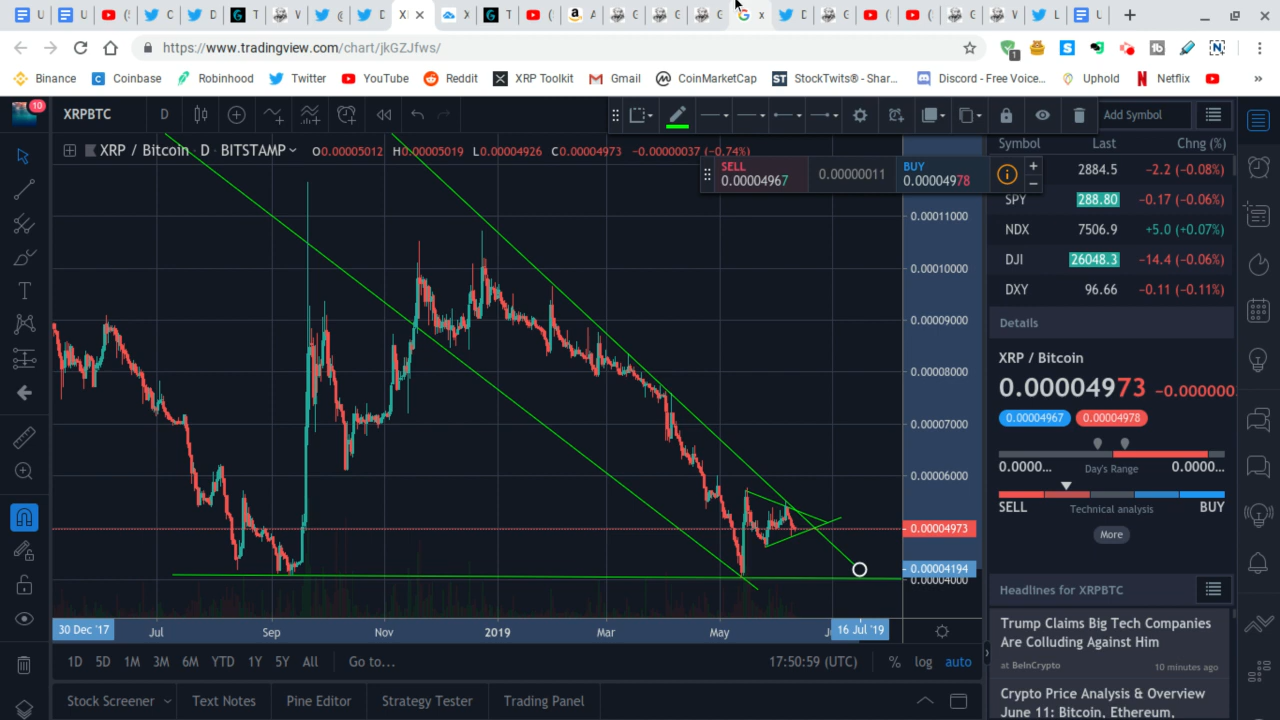 https://www.tradingview.com/chart/jkGZJfws/
1
Binance Coinbase Robinhood Twitter YouTube Reddit XRP Toolkit Gmail CoinMarketCap StockTwits® - Shar... Discord - Free Voice... Uphold Netflix »
10 XRPBTC D Add Symbol
XRP / Bitcoin D BITSTAMP O0.00005012 H0.00005019 L0.00004926 C0.00004973 −0.00000037 (−0.74%)
SELL
0.00004967
0.00000011
BUY
0.00004978
0.00011000
0.00010000
0.00009000
0.00008000
0.00007000
0.00006000
0.00004973
0.00004194
0.00004000
30 Dec '17 Jul Sep Nov 2019 Mar May 16 Jul '19
1D 5D 1M 3M 6M YTD 1Y 5Y All Go to... 17:50:59 (UTC) % log auto
Stock Screener Text Notes Pine Editor Strategy Tester Trading Panel
Symbol Last Chng (%)
2884.5 −2.2 (−0.08%)
SPY 288.80 −0.17 (−0.06%)
NDX 7506.9 +5.0 (+0.07%)
DJI 26048.3 −14.4 (−0.06%)
DXY 96.66 −0.11 (−0.11%)
Details
XRP / Bitcoin
0.00004973 −0.000000
0.00004967 0.00004978
0.0000... Day's Range 0.0000...
SELL Technical analysis BUY
More
Headlines for XRPBTC
Trump Claims Big Tech Companies
Are Colluding Against Him
at BeInCrypto 10 minutes ago
Crypto Price Analysis & Overview
June 11: Bitcoin, Ethereum,